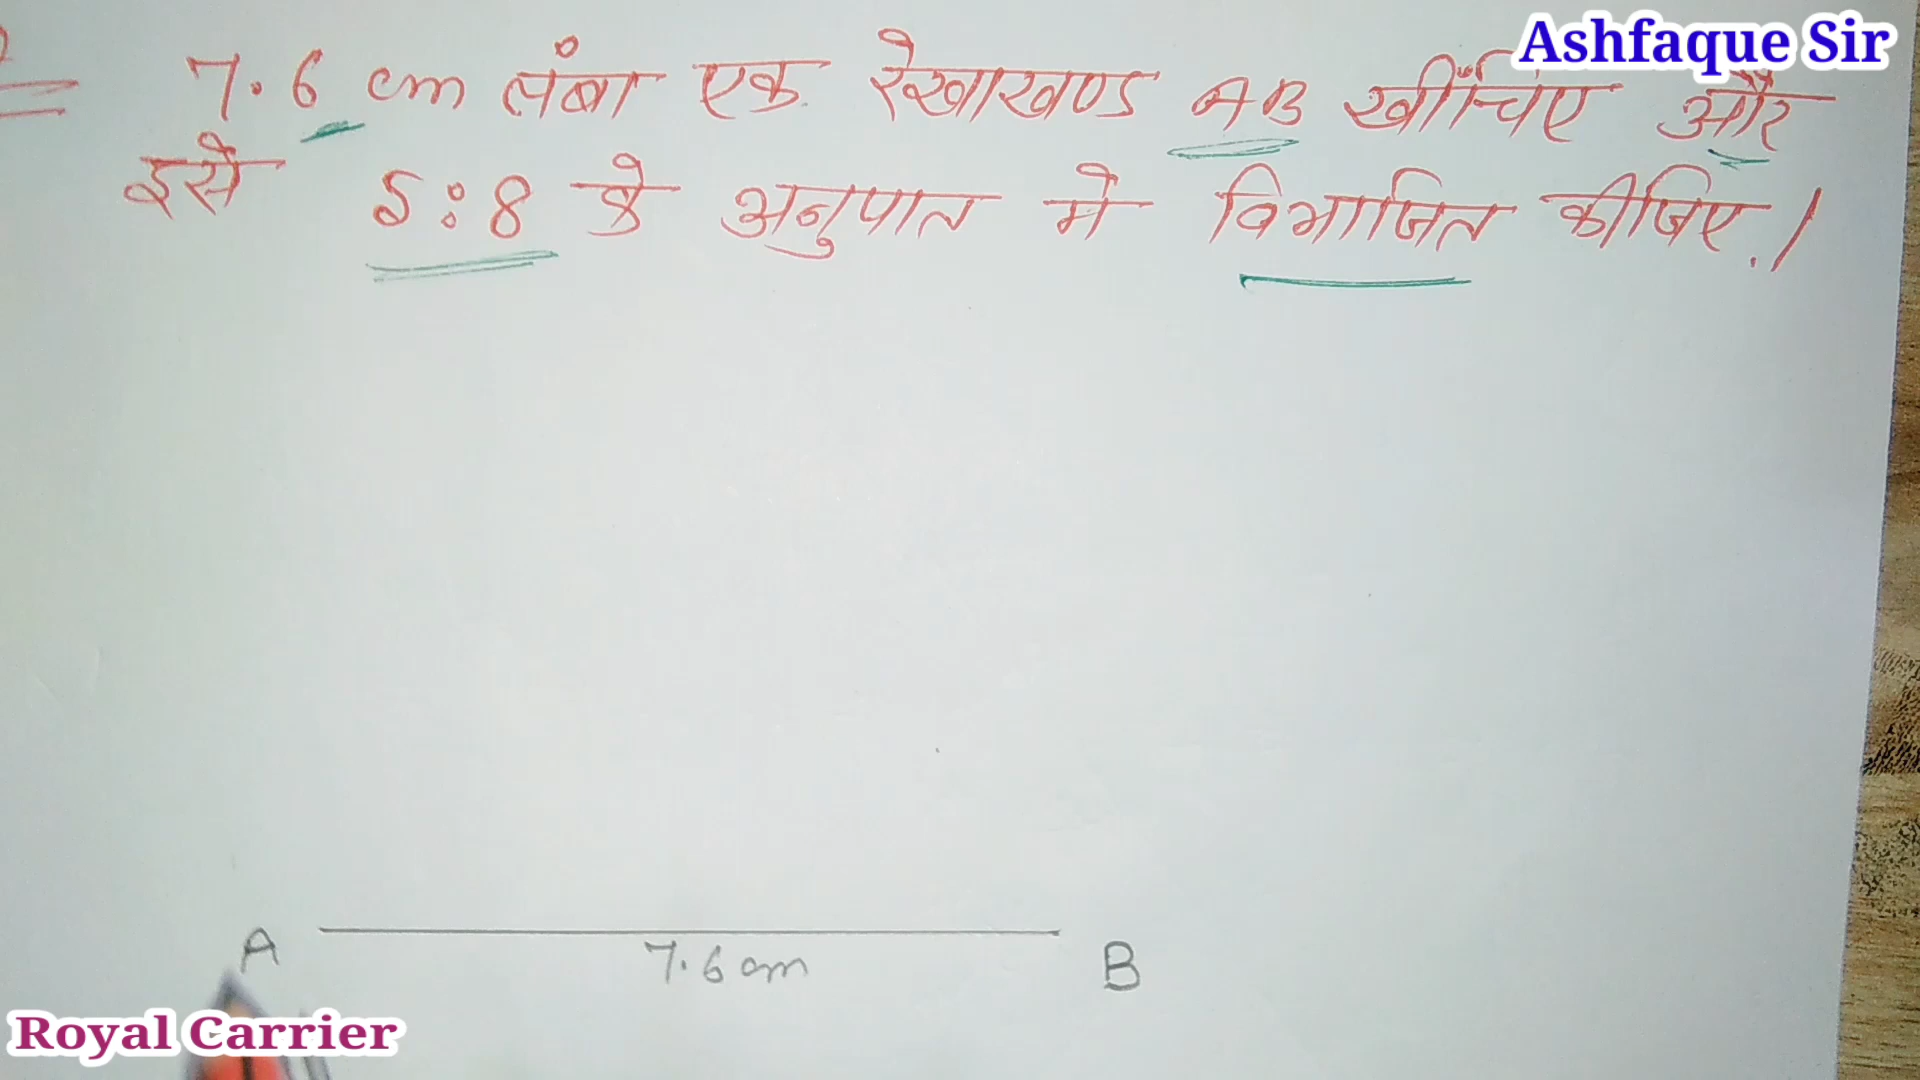 Ashfaque Sir
7.6 cm लंबा एक रेखाखण्ड AB खींचिए और
इसे 5:8 के अनुपात मे विभाजित कीजिए।
A
7.6 cm
B
Royal Carrier